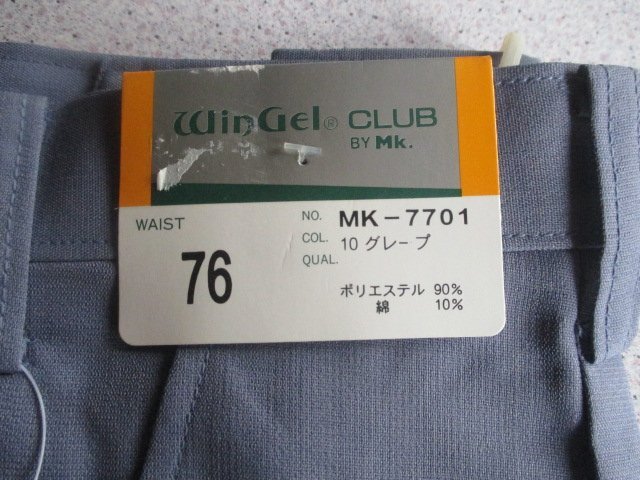 WinGel® CLUB
BY Mk.
WAIST
76
NO. MK-7701
COL. 10 グレープ
QUAL.
ポリエステル 90%
綿 10%